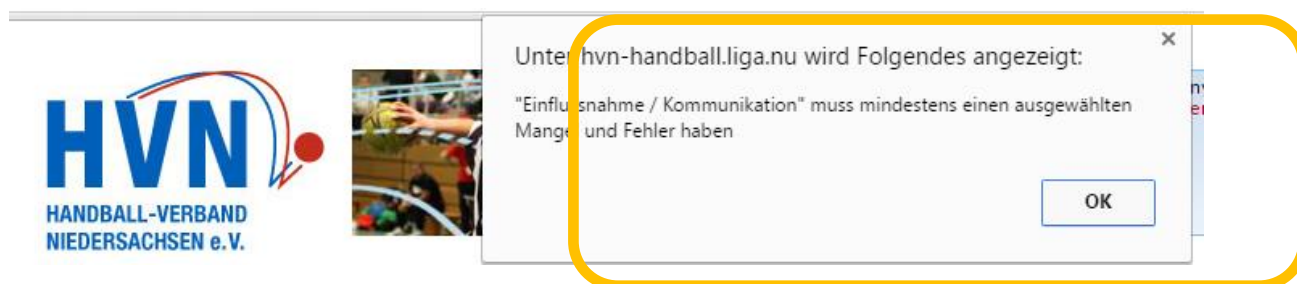 HVN
HANDBALL-VERBAND
NIEDERSACHSEN e.V.
Unter hvn-handball.liga.nu wird Folgendes angezeigt:
"Einflussnahme / Kommunikation" muss mindestens einen ausgewählten
Mangel und Fehler haben
OK